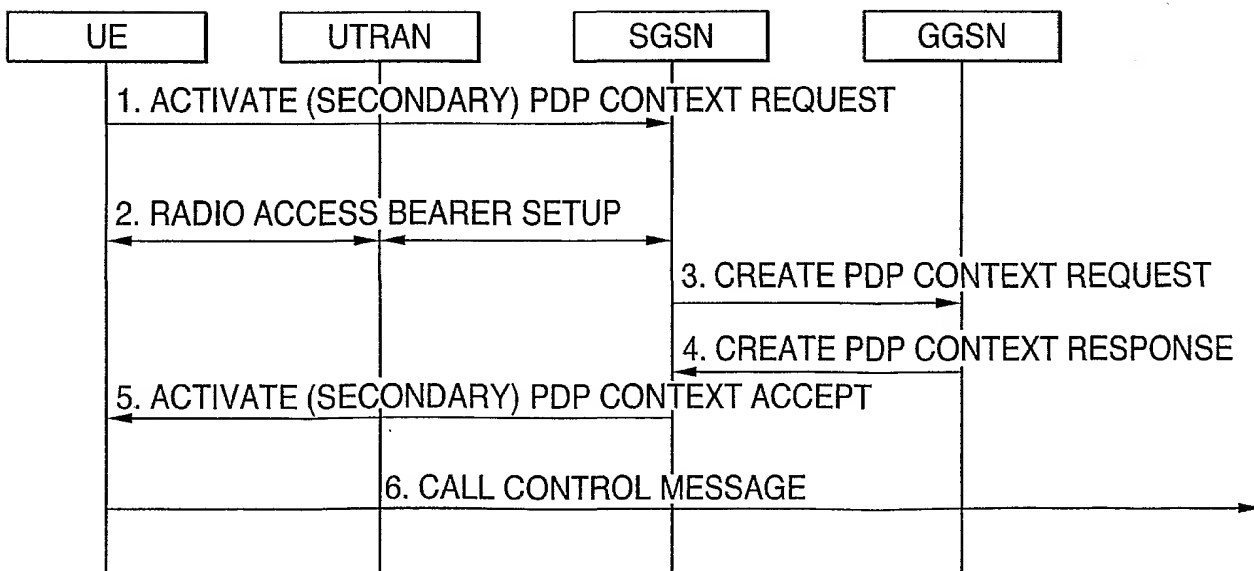 UE UTRAN SGSN GGSN
1. ACTIVATE (SECONDARY) PDP CONTEXT REQUEST
2. RADIO ACCESS BEARER SETUP
3. CREATE PDP CONTEXT REQUEST
4. CREATE PDP CONTEXT RESPONSE
5. ACTIVATE (SECONDARY) PDP CONTEXT ACCEPT
6. CALL CONTROL MESSAGE